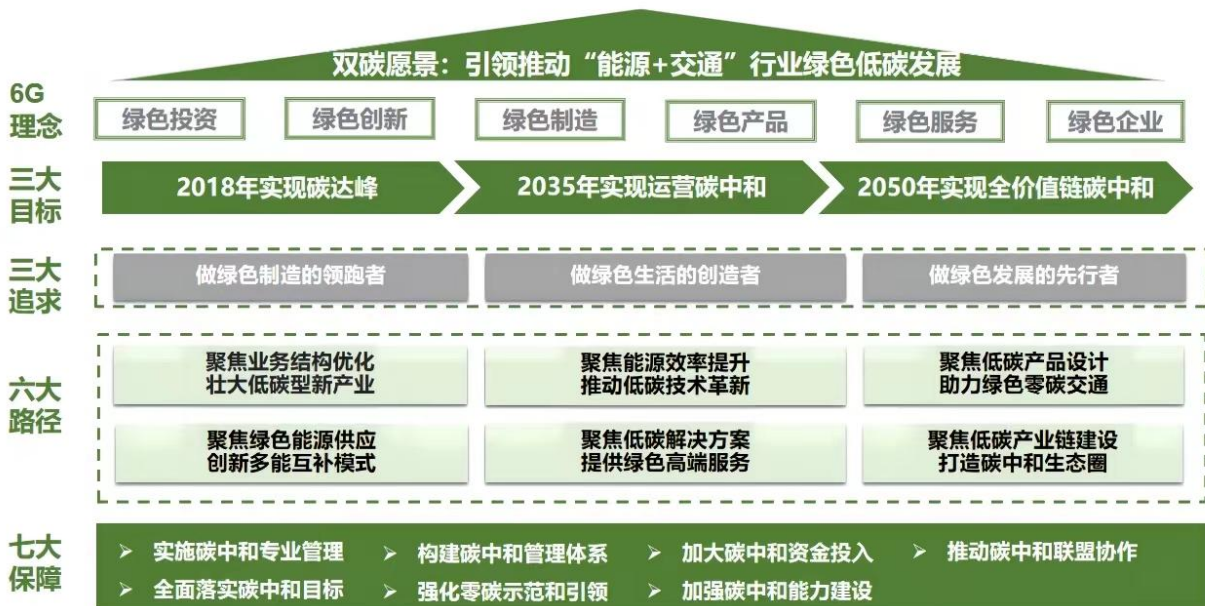 双碳愿景：引领推动“能源+交通”行业绿色低碳发展
6G
理念
绿色投资
绿色创新
绿色制造
绿色产品
绿色服务
绿色企业
三大
目标
2018年实现碳达峰
2035年实现运营碳中和
2050年实现全价值链碳中和
三大
追求
做绿色制造的领跑者
做绿色生活的创造者
做绿色发展的先行者
六大
路径
聚焦业务结构优化
壮大低碳型新产业
聚焦能源效率提升
推动低碳技术革新
聚焦低碳产品设计
助力绿色零碳交通
聚焦绿色能源供应
创新多能互补模式
聚焦低碳解决方案
提供绿色高端服务
聚焦低碳产业链建设
打造碳中和生态圈
七大
保障
实施碳中和专业管理
构建碳中和管理体系
加大碳中和资金投入
推动碳中和联盟协作
全面落实碳中和目标
强化零碳示范和引领
加强碳中和能力建设